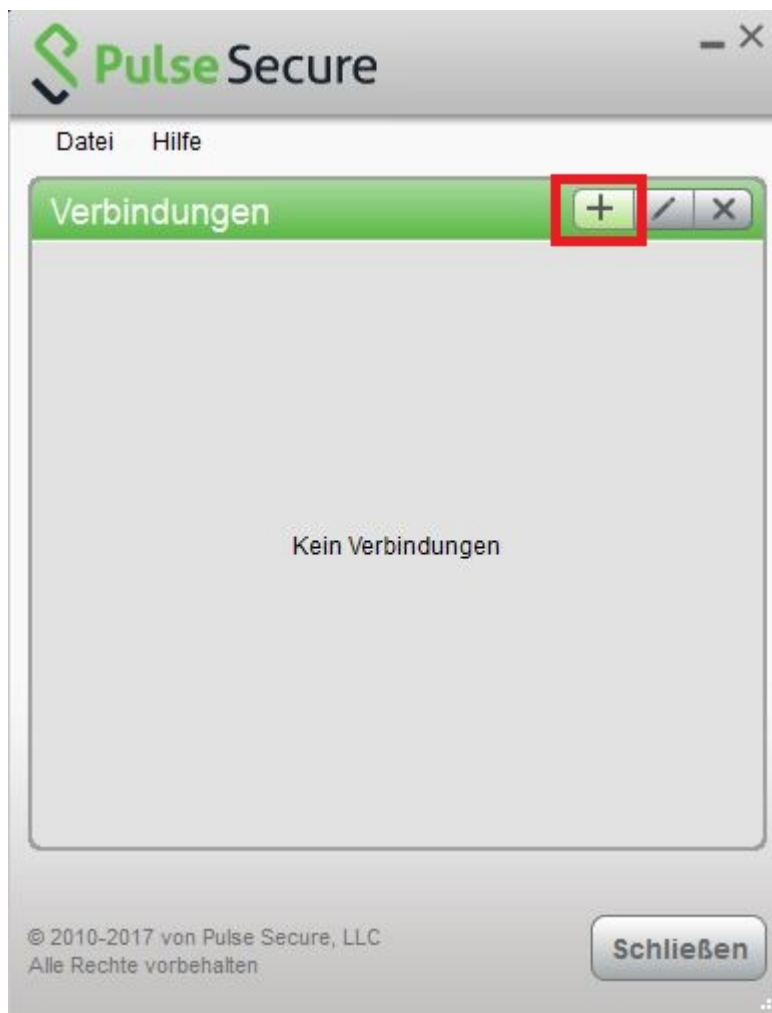 Pulse Secure
Datei Hilfe
Verbindungen
Kein Verbindungen
© 2010-2017 von Pulse Secure, LLC
Alle Rechte vorbehalten
Schließen